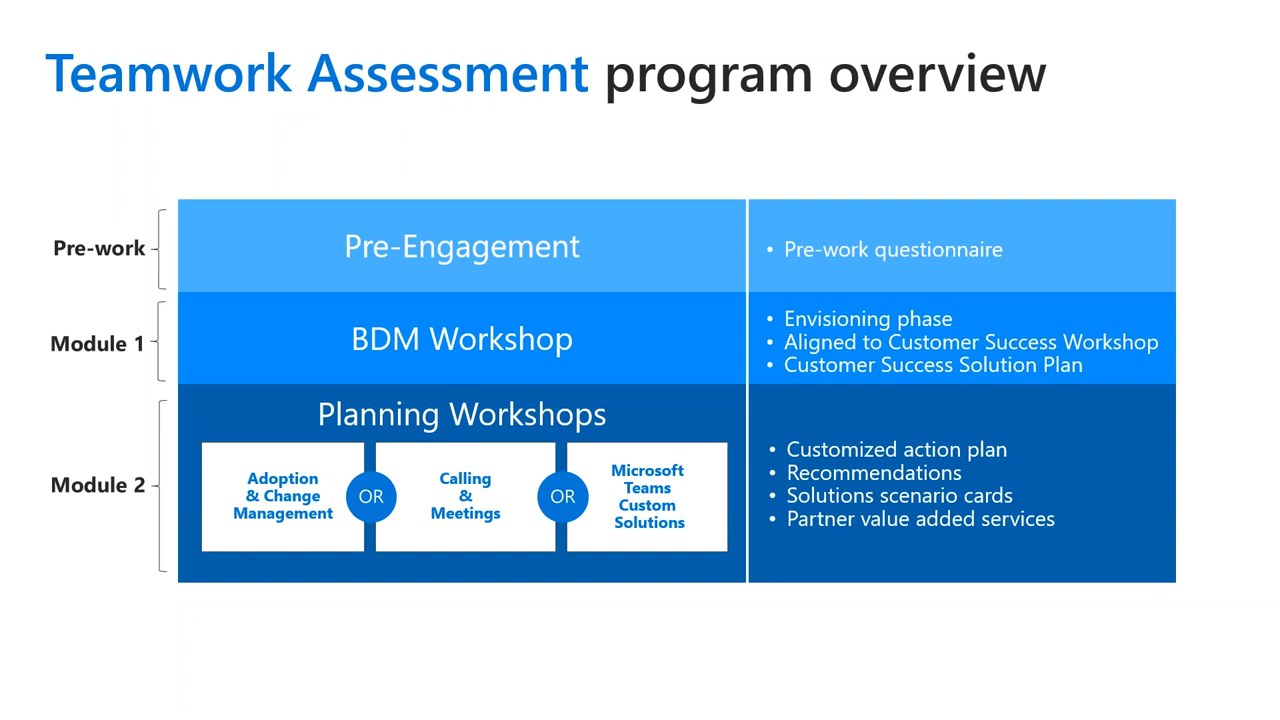 Teamwork Assessment program overview
Pre-work
Pre-Engagement
• Pre-work questionnaire
Module 1
BDM Workshop
• Envisioning phase
• Aligned to Customer Success Workshop
• Customer Success Solution Plan
Module 2
Planning Workshops
Adoption
& Change
Management
OR
Calling
&
Meetings
OR
Microsoft
Teams
Custom
Solutions
• Customized action plan
• Recommendations
• Solutions scenario cards
• Partner value added services